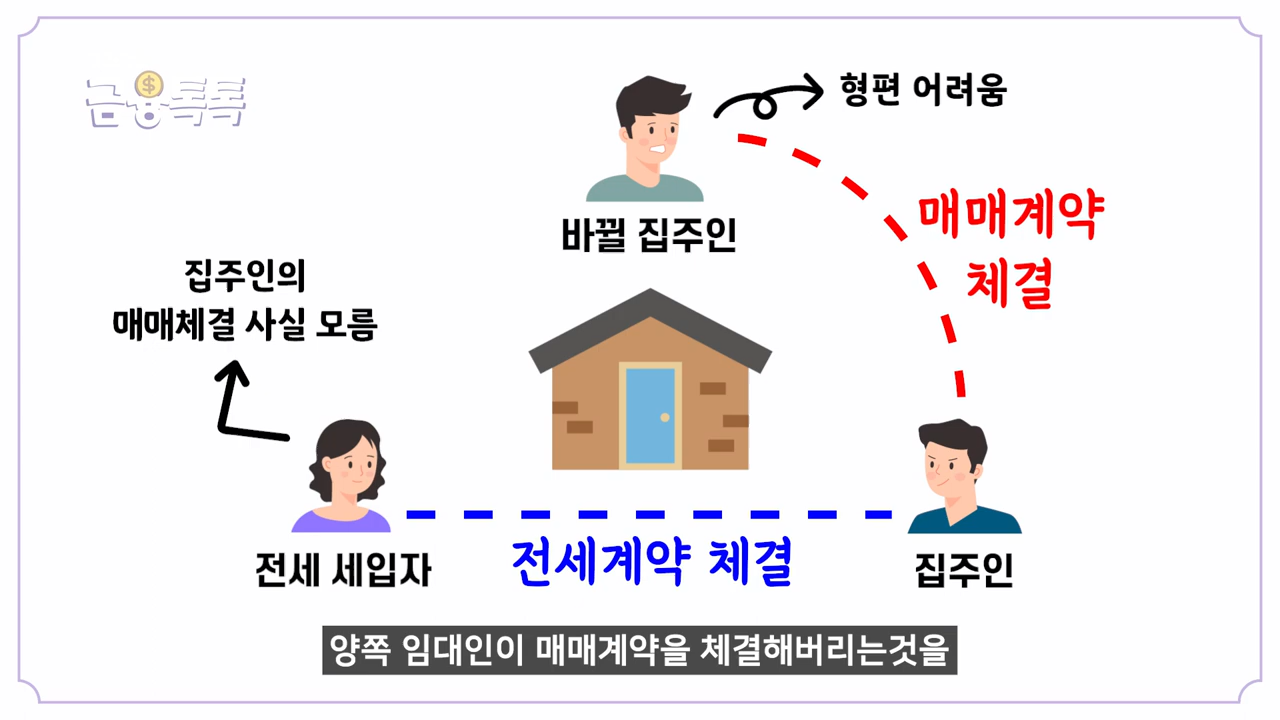 금융톡톡
형편 어려움
매매계약
체결
바뀔 집주인
집주인의
매매체결 사실 모름
전세 세입자
전세계약 체결
집주인
양쪽 임대인이 매매계약을 체결해버리는것을